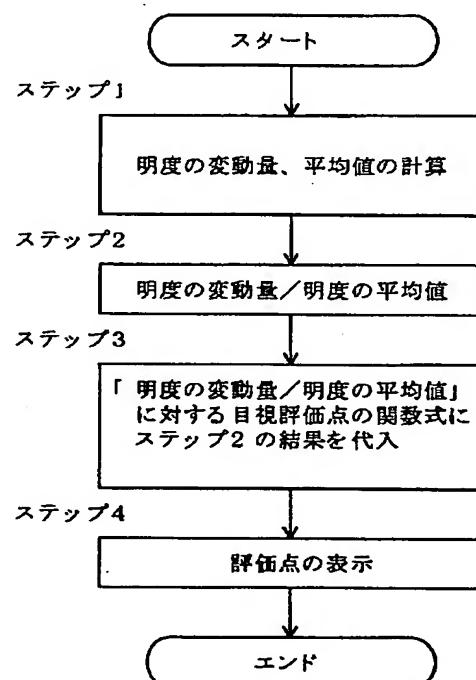 スタート
ステップ1
明度の変動量、平均値の計算
ステップ2
明度の変動量／明度の平均値
ステップ3
「明度の変動量／明度の平均値」
に対する目視評価点の関数式に
ステップ2の結果を代入
ステップ4
評価点の表示
エンド